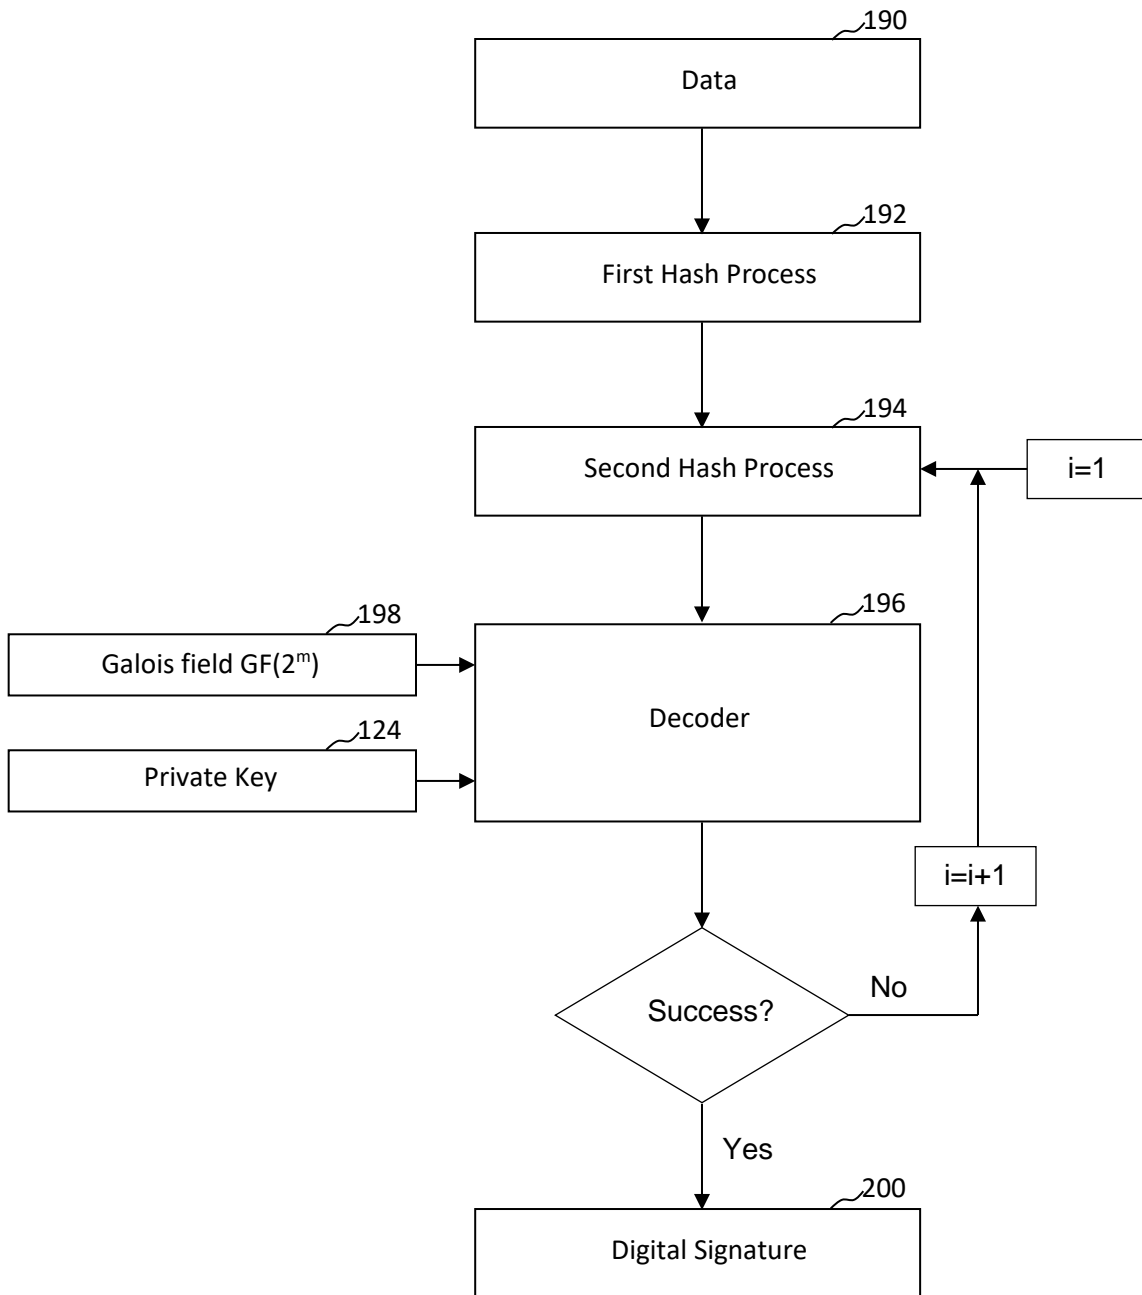 190
Data
192
First Hash Process
194
Second Hash Process
i=1
196
198
Galois field GF(2^m)
Decoder
124
Private Key
i=i+1
No
Success?
Yes
200
Digital Signature